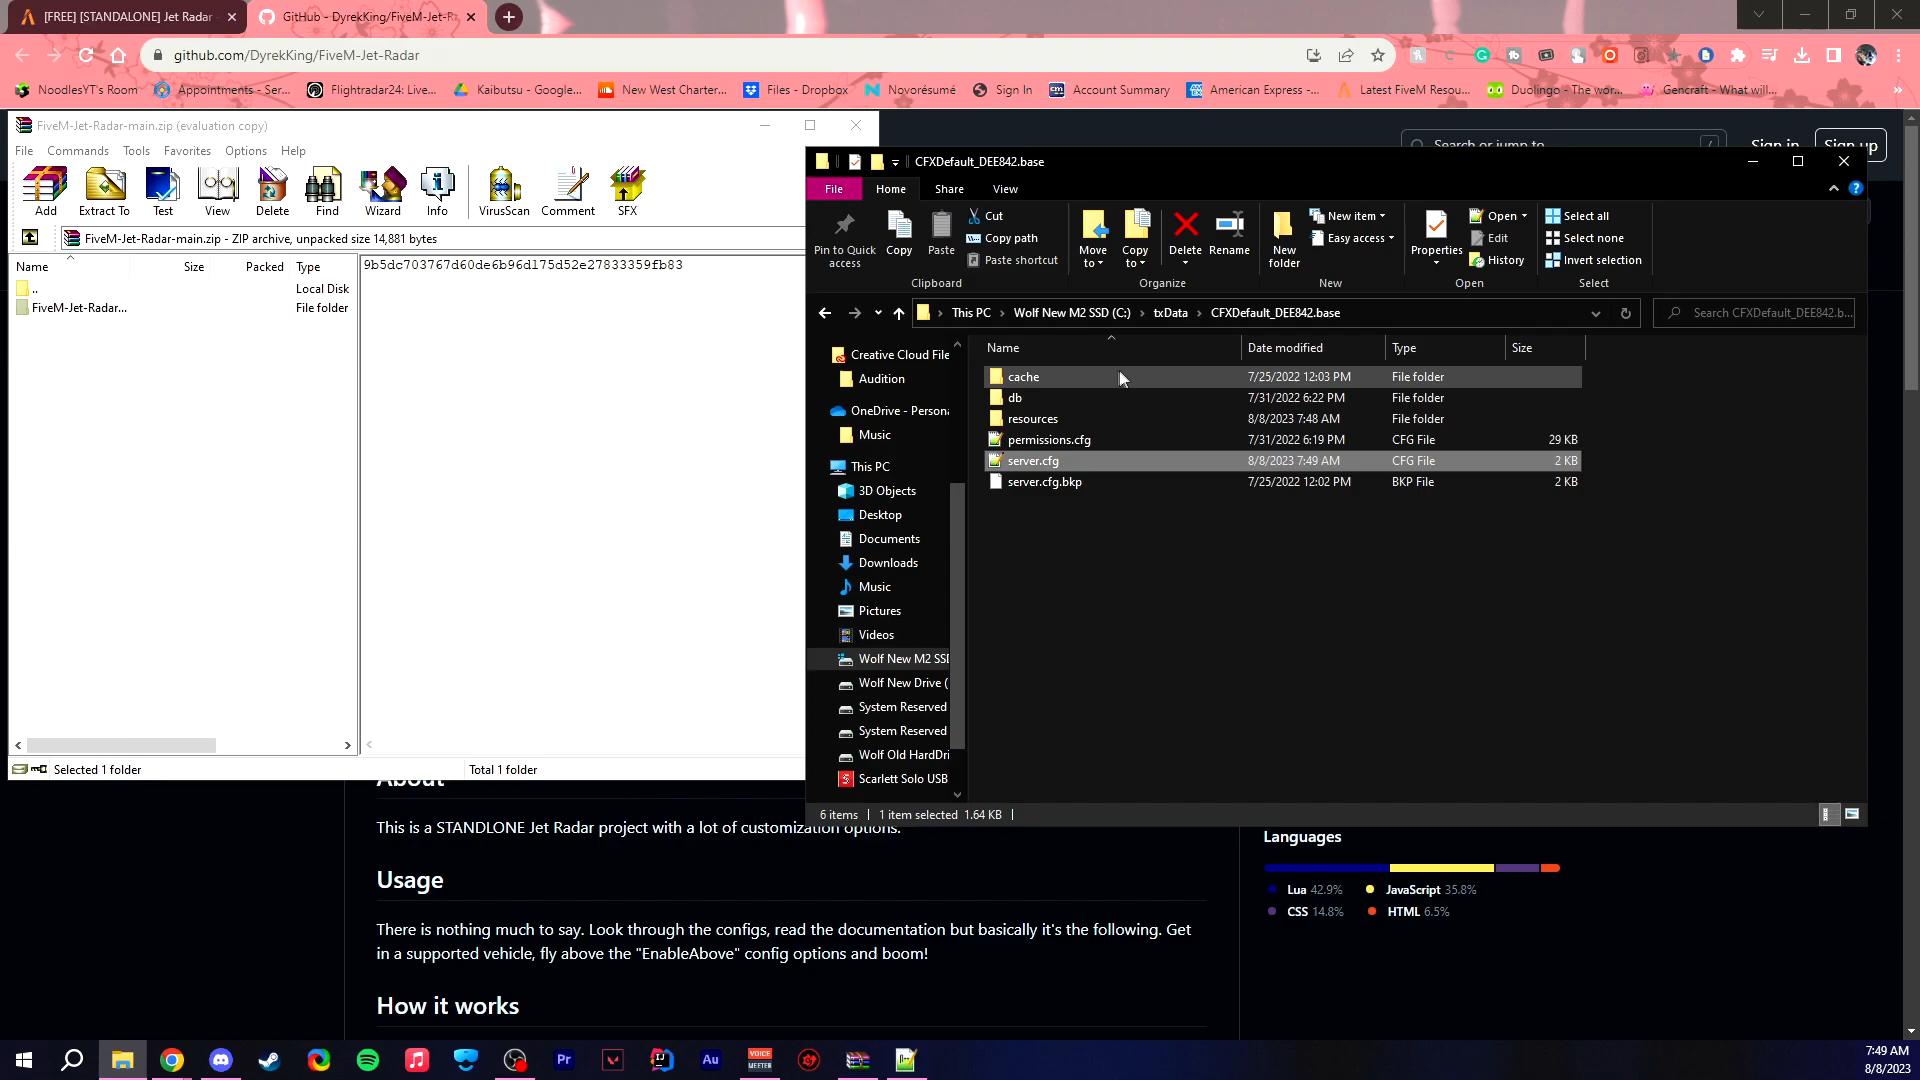 [FREE] [STANDALONE] Jet Radar
GitHub - DyrekKing/FiveM-Jet-Ra
github.com/DyrekKing/FiveM-Jet-Radar
NoodlesYT's Room
Appointments - Ser...
Flightradar24: Live...
Kaibutsu - Google...
New West Charter...
Files - Dropbox
Novorésumé
Sign In
Account Summary
American Express -...
Latest FiveM Resou...
Duolingo - The wor...
Gencraft - What will...
FiveM-Jet-Radar-main.zip (evaluation copy)
File Commands Tools Favorites Options Help
Add
Extract To
Test
View
Delete
Find
Wizard
Info
VirusScan
Comment
SFX
FiveM-Jet-Radar-main.zip - ZIP archive, unpacked size 14,881 bytes
Name Size Packed Type
..
Local Disk
FiveM-Jet-Radar...
File folder
9b5dc703767d60de6b96d175d52e27833359fb83
Selected 1 folder
Total 1 folder
Search or jump to
Sign in
Sign up
CFXDefault_DEE842.base
File Home Share View
Pin to Quick access
Copy
Paste
Cut
Copy path
Paste shortcut
Clipboard
Move to
Copy to
Delete
Rename
Organize
New folder
New item
Easy access
New
Properties
Open
Edit
History
Open
Select all
Select none
Invert selection
Select
This PC
Wolf New M2 SSD (C:)
txData
CFXDefault_DEE842.base
Search CFXDefault_DEE842.b...
Creative Cloud File
Audition
OneDrive - Persona
Music
This PC
3D Objects
Desktop
Documents
Downloads
Music
Pictures
Videos
Wolf New M2 SSD
Wolf New Drive (
System Reserved
System Reserved
Wolf Old HardDri
Scarlett Solo USB
Name Date modified Type Size
cache 7/25/2022 12:03 PM File folder
db 7/31/2022 6:22 PM File folder
resources 8/8/2023 7:48 AM File folder
permissions.cfg 7/31/2022 6:19 PM CFG File 29 KB
server.cfg 8/8/2023 7:49 AM CFG File 2 KB
server.cfg.bkp 7/25/2022 12:02 PM BKP File 2 KB
6 items
1 item selected 1.64 KB
About
This is a STANDLONE Jet Radar project with a lot of customization options.
Usage
There is nothing much to say. Look through the configs, read the documentation but basically it's the following. Get
in a supported vehicle, fly above the "EnableAbove" config options and boom!
How it works
Languages
Lua 42.9%
JavaScript 35.8%
CSS 14.8%
HTML 6.5%
Pr
Au
VOICE
MEETER
7:49 AM
8/8/2023